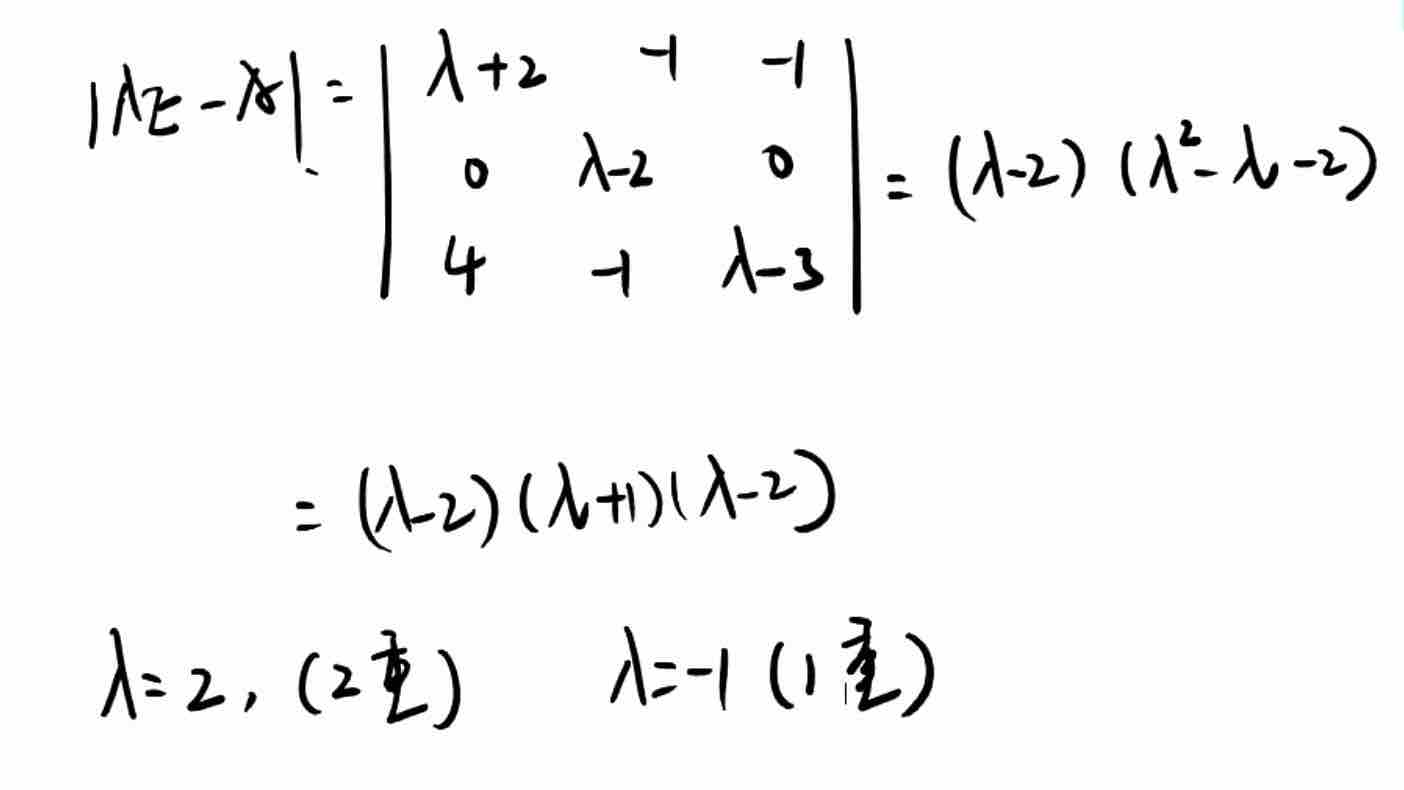 |λE-A| = | λ+2 -1 -1 | = (λ-2) (λ²-λ-2)
| 0 λ-2 0 |
| 4 -1 λ-3 |
= (λ-2)(λ+1)(λ-2)
λ=2, (2重) λ=-1 (1重)